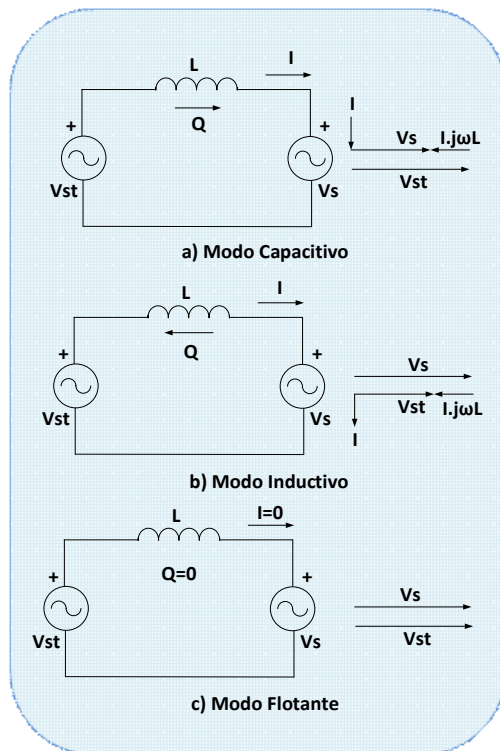 L
I
+
+
Q
Vst
Vs
I
Vs
I.jωL
Vst
a) Modo Capacitivo
L
I
+
+
Q
Vst
Vs
Vs
Vst
I.jωL
I
b) Modo Inductivo
L
I=0
+
+
Q=0
Vst
Vs
Vs
Vst
c) Modo Flotante